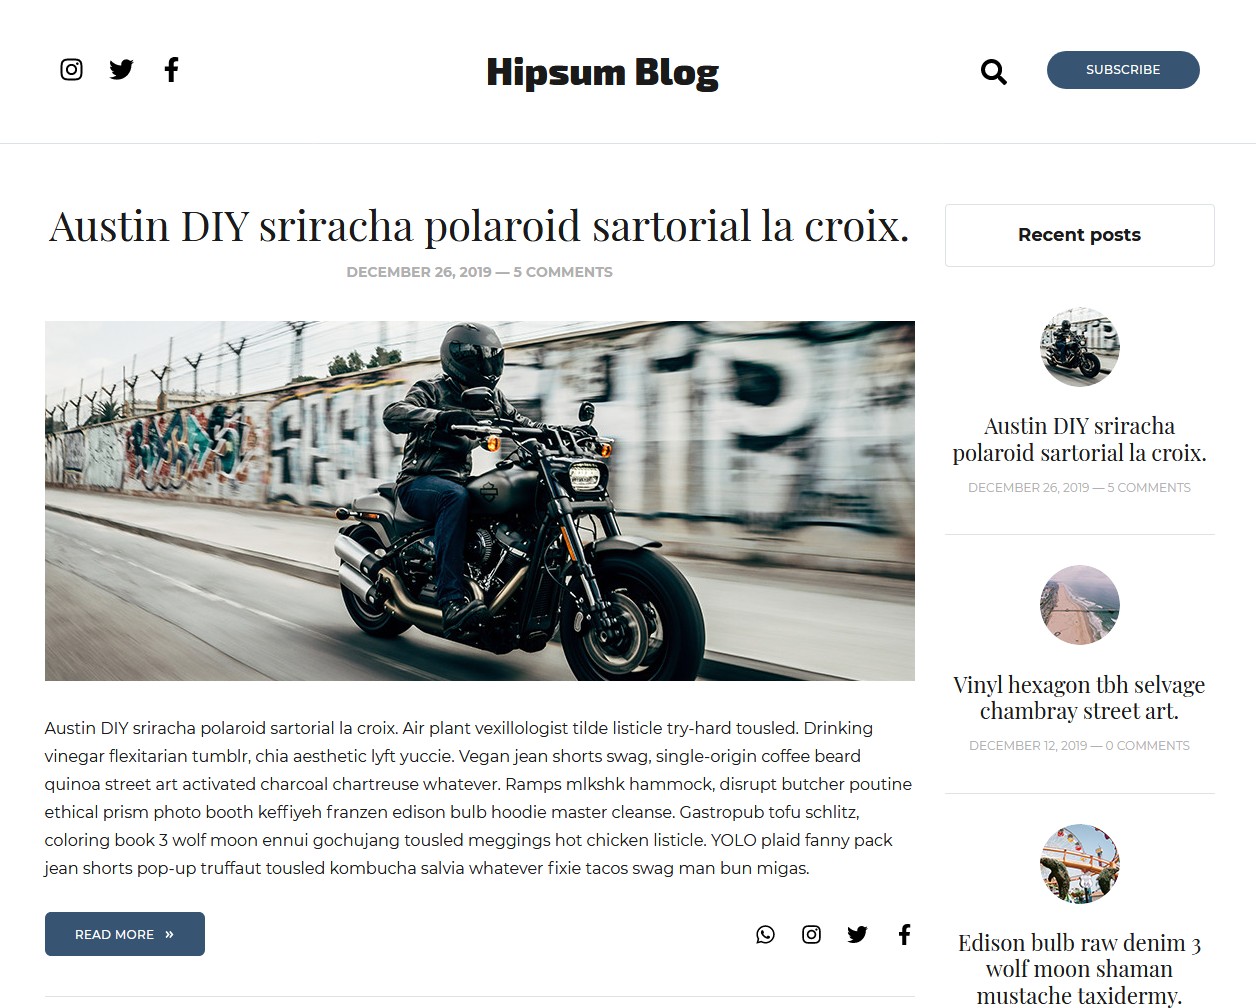 Hipsum Blog
SUBSCRIBE
Austin DIY sriracha polaroid sartorial la croix.
DECEMBER 26, 2019 — 5 COMMENTS
Austin DIY sriracha polaroid sartorial la croix. Air plant vexillologist tilde listicle try-hard tousled. Drinking
vinegar flexitarian tumblr, chia aesthetic lyft yuccie. Vegan jean shorts swag, single-origin coffee beard
quinoa street art activated charcoal chartreuse whatever. Ramps mlkshk hammock, disrupt butcher poutine
ethical prism photo booth keffiyeh franzen edison bulb hoodie master cleanse. Gastropub tofu schlitz,
coloring book 3 wolf moon ennui gochujang tousled meggings hot chicken listicle. YOLO plaid fanny pack
jean shorts pop-up truffaut tousled kombucha salvia whatever fixie tacos swag man bun migas.
READ MORE »
Recent posts
Austin DIY sriracha
polaroid sartorial la croix.
DECEMBER 26, 2019 — 5 COMMENTS
Vinyl hexagon tbh selvage
chambray street art.
DECEMBER 12, 2019 — 0 COMMENTS
Edison bulb raw denim 3
wolf moon shaman
mustache taxidermy.